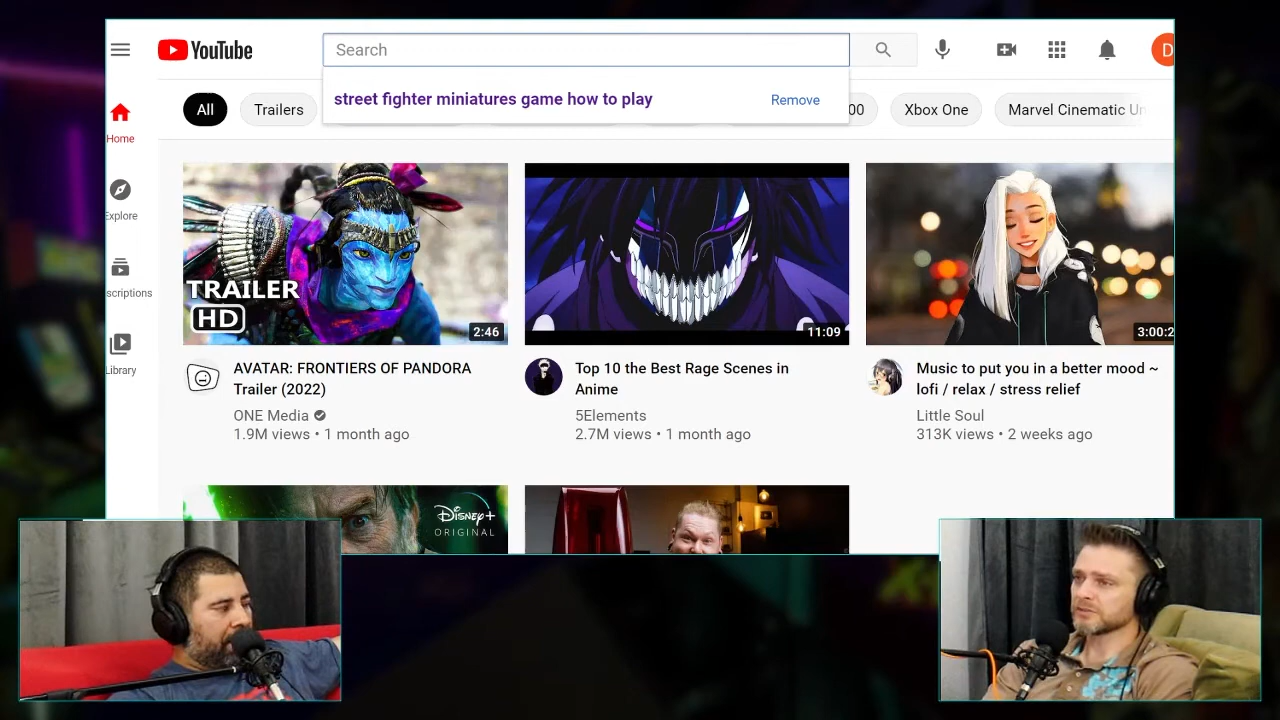 YouTube
Search
D
street fighter miniatures game how to play
Remove
All
Trailers
00
Xbox One
Marvel Cinematic Un
Home
Explore
scriptions
Library
TRAILER
HD
2:46
11:09
3:00:2
AVATAR: FRONTIERS OF PANDORA
Trailer (2022)
ONE Media
1.9M views • 1 month ago
Top 10 the Best Rage Scenes in
Anime
5Elements
2.7M views • 1 month ago
Music to put you in a better mood ~
lofi / relax / stress relief
Little Soul
313K views • 2 weeks ago
Disney+
ORIGINAL